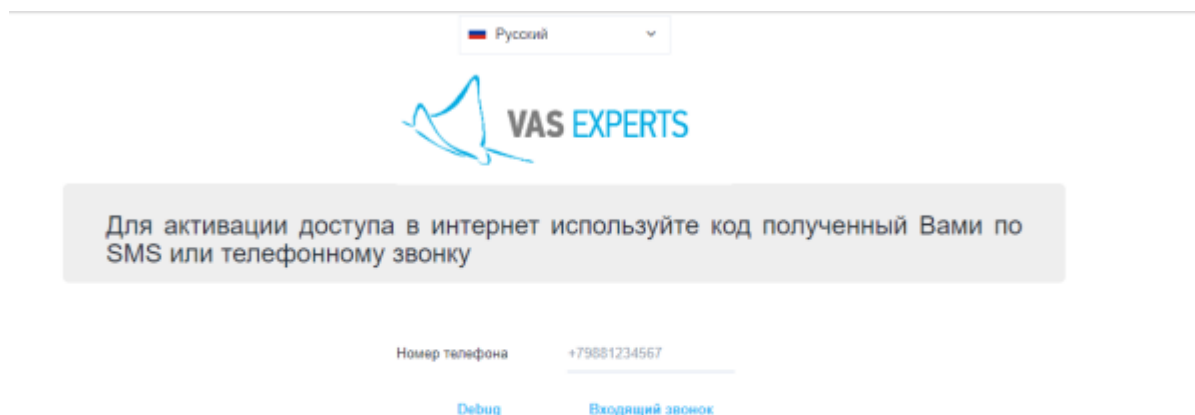 Русский
VAS EXPERTS
Для активации доступа в интернет используйте код полученный Вами по
SMS или телефонному звонку
Номер телефона +79881234567
Debug Входящий звонок